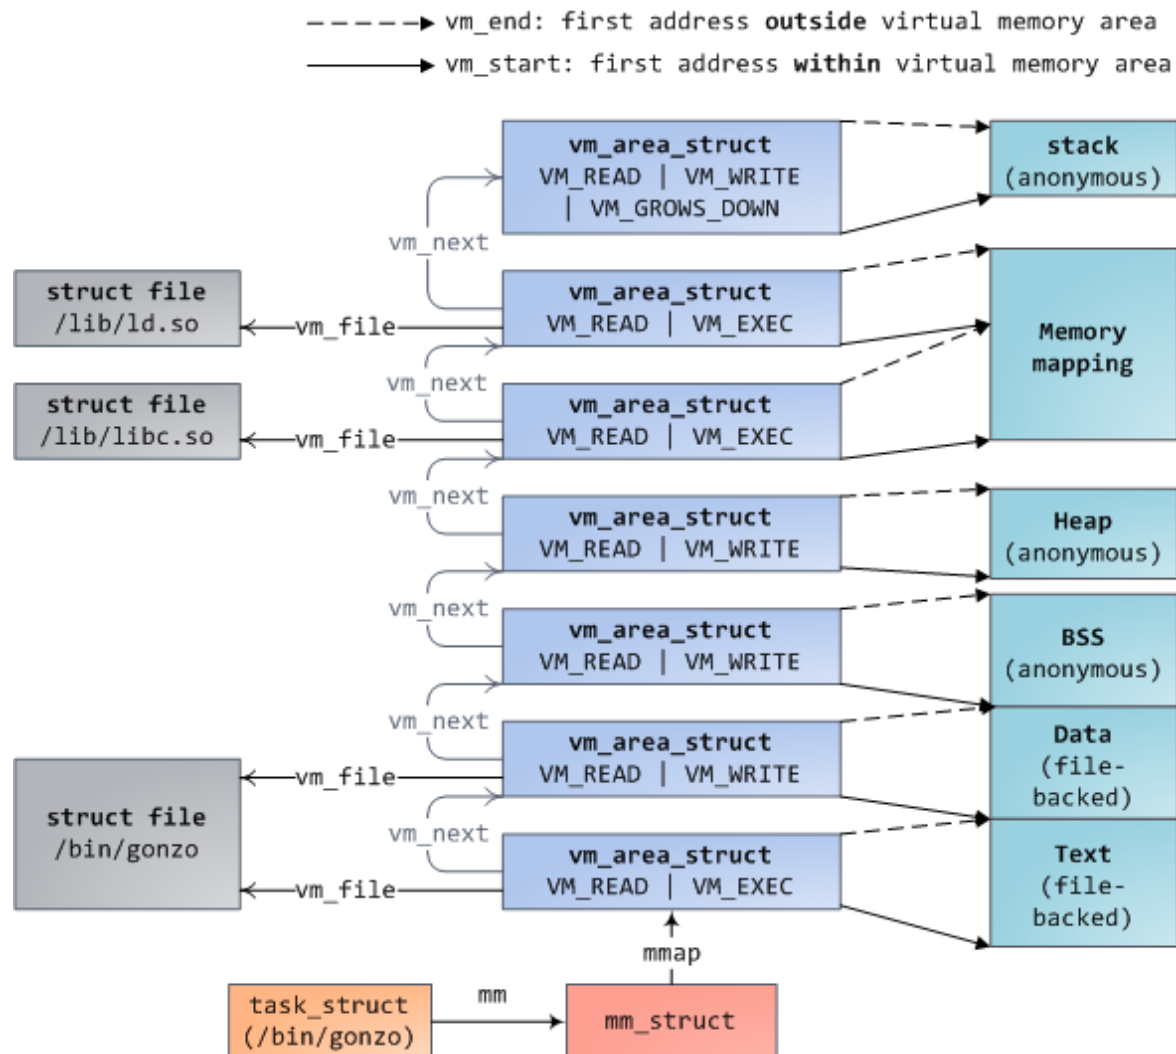 vm_end: first address outside virtual memory area
vm_start: first address within virtual memory area
vm_area_struct
VM_READ | VM_WRITE
| VM_GROWS_DOWN
stack
(anonymous)
vm_next
struct file
/lib/ld.so
vm_file
vm_area_struct
VM_READ | VM_EXEC
Memory
mapping
vm_next
struct file
/lib/libc.so
vm_file
vm_area_struct
VM_READ | VM_EXEC
vm_next
vm_area_struct
VM_READ | VM_WRITE
Heap
(anonymous)
vm_next
vm_area_struct
VM_READ | VM_WRITE
BSS
(anonymous)
vm_next
vm_area_struct
VM_READ | VM_WRITE
Data
(file-
backed)
vm_file
struct file
/bin/gonzo
vm_next
vm_area_struct
VM_READ | VM_EXEC
Text
(file-
backed)
vm_file
mmap
task_struct
(/bin/gonzo)
mm
mm_struct